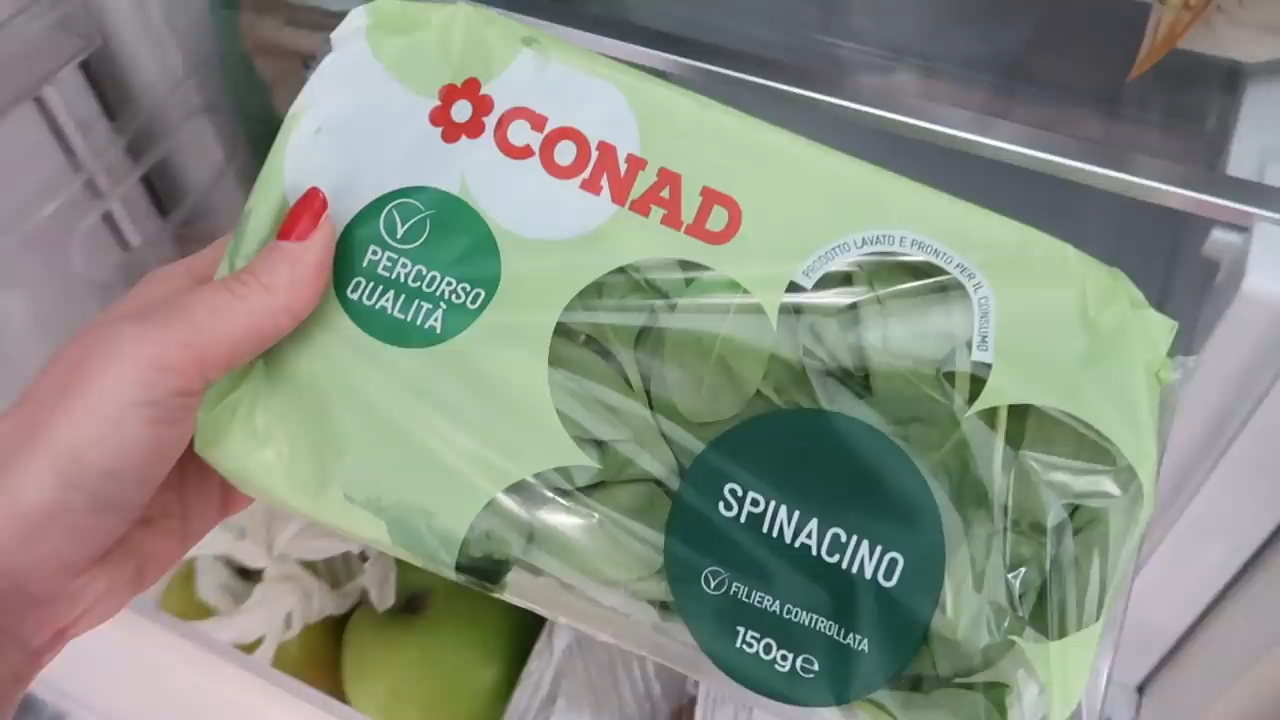 CONAD
PERCORSO
QUALITÀ
PRODOTTO LAVATO E PRONTO PER IL CONSUMO
SPINACINO
FILIERA CONTROLLATA
150g℮